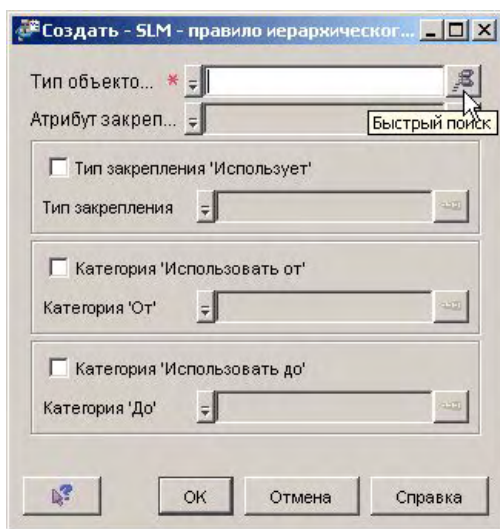 Создать - SLM - правило иерархическог...
Тип объекто... *
Атрибут закреп...
Быстрый поиск
Тип закрепления 'Использует'
Тип закрепления
Категория 'Использовать от'
Категория 'От'
Категория 'Использовать до'
Категория 'До'
OK Отмена Справка